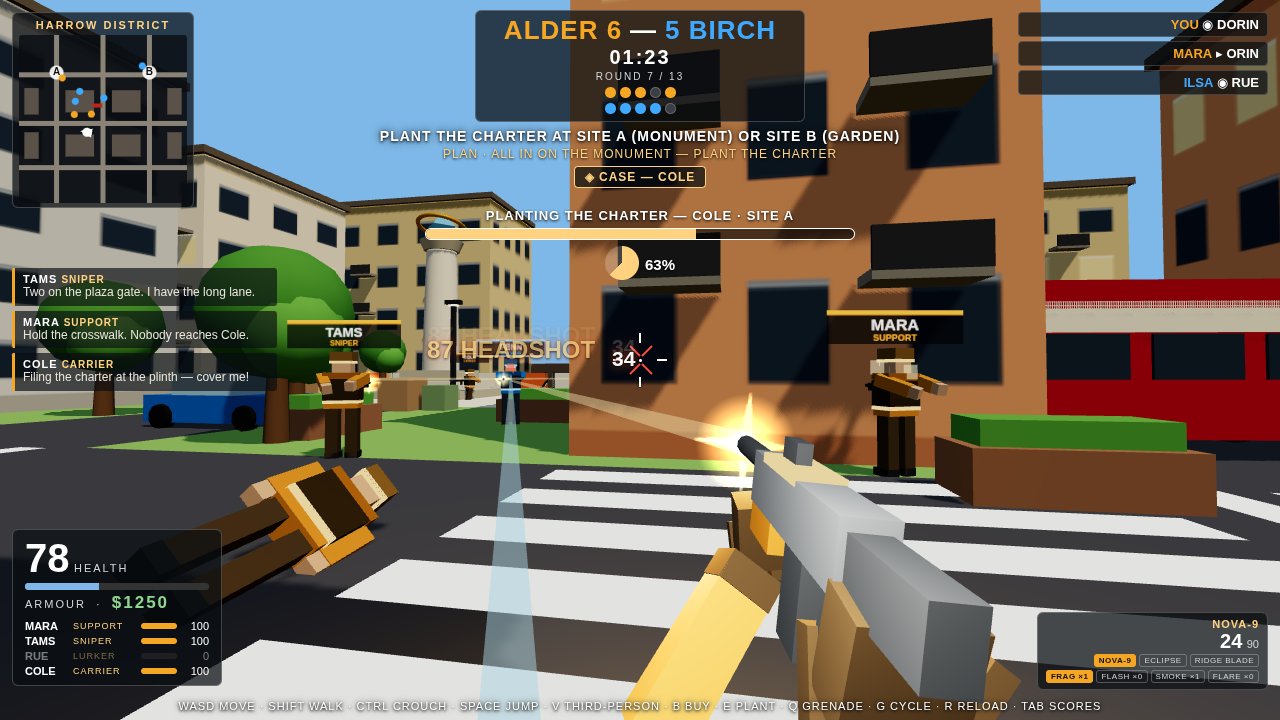 HARROW DISTRICT
A
B
ALDER 6 — 5 BIRCH
01:23
ROUND 7 / 13
YOU ◉ DORIN
MARA ▸ ORIN
ILSA ◉ RUE
PLANT THE CHARTER AT SITE A (MONUMENT) OR SITE B (GARDEN)
PLAN · ALL IN ON THE MONUMENT — PLANT THE CHARTER
◈ CASE — COLE
PLANTING THE CHARTER — COLE · SITE A
63%
TAMS SNIPER
Two on the plaza gate. I have the long lane.
MARA SUPPORT
Hold the crosswalk. Nobody reaches Cole.
COLE CARRIER
Filing the charter at the plinth — cover me!
TAMS
SNIPER
87 HEADSHOT
87 HEADSHOT
34
34
MARA
SUPPORT
78 HEALTH
ARMOUR · $1250
MARA SUPPORT 100
TAMS SNIPER 100
RUE LURKER 0
COLE CARRIER 100
NOVA-9
24 90
NOVA-9 ECLIPSE RIDGE BLADE
FRAG ×1 FLASH ×0 SMOKE ×1 FLARE ×0
WASD MOVE · SHIFT WALK · CTRL CROUCH · SPACE JUMP · V THIRD-PERSON · B BUY · E PLANT · Q GRENADE · G CYCLE · R RELOAD · TAB SCORES